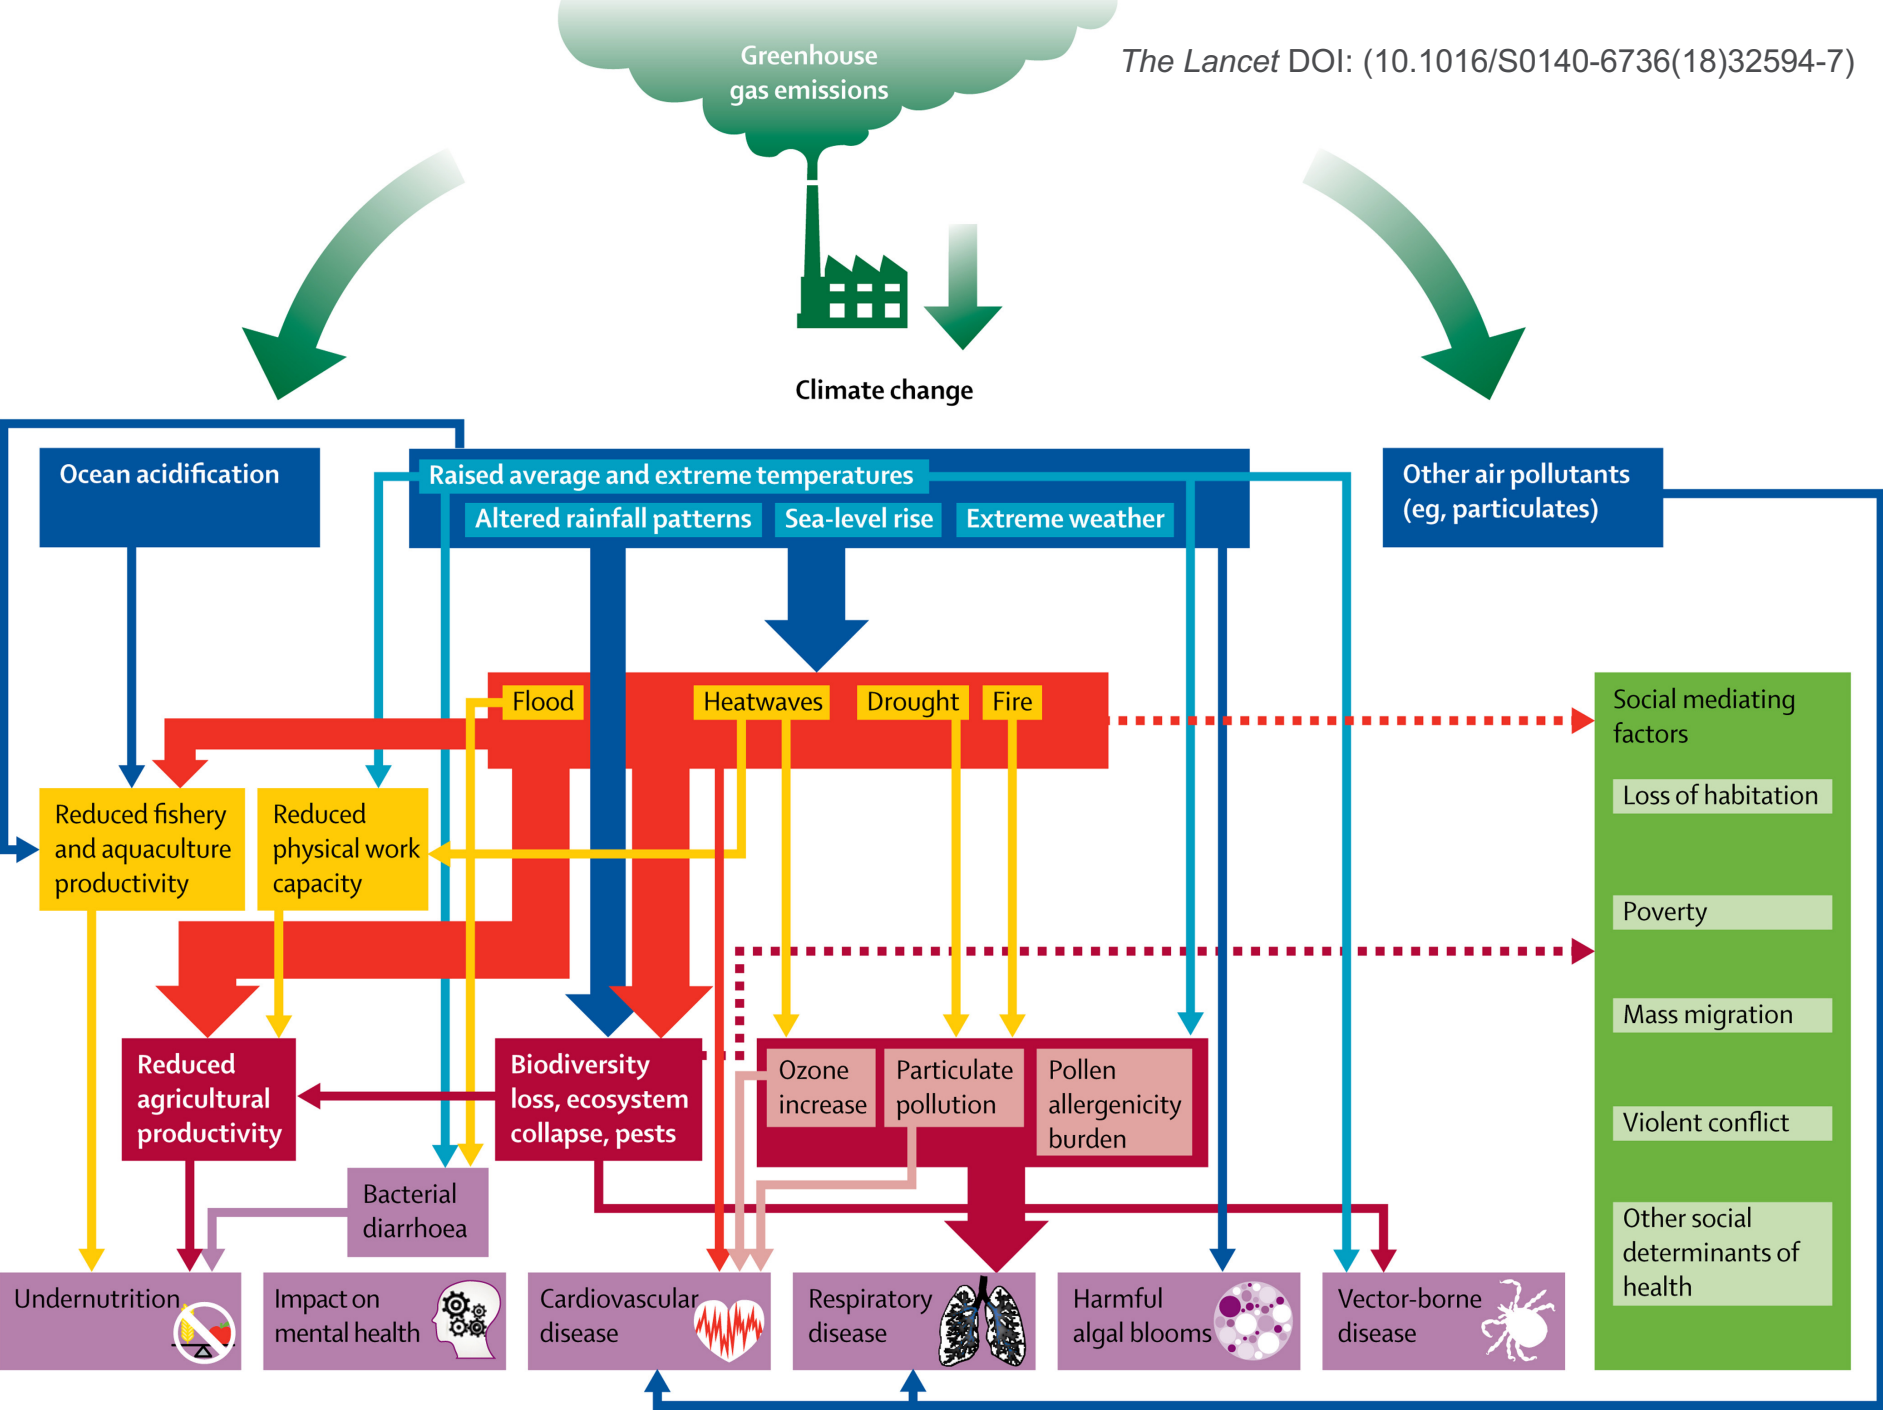 Greenhouse
gas emissions
The Lancet DOI: (10.1016/S0140-6736(18)32594-7)
Climate change
Ocean acidification
Raised average and extreme temperatures
Altered rainfall patterns
Sea-level rise
Extreme weather
Other air pollutants
(eg, particulates)
Flood
Heatwaves
Drought
Fire
Social mediating
factors
Loss of habitation
Poverty
Mass migration
Violent conflict
Other social
determinants of
health
Reduced fishery
and aquaculture
productivity
Reduced
physical work
capacity
Reduced
agricultural
productivity
Biodiversity
loss, ecosystem
collapse, pests
Ozone
increase
Particulate
pollution
Pollen
allergenicity
burden
Bacterial
diarrhoea
Undernutrition
Impact on
mental health
Cardiovascular
disease
Respiratory
disease
Harmful
algal blooms
Vector-borne
disease